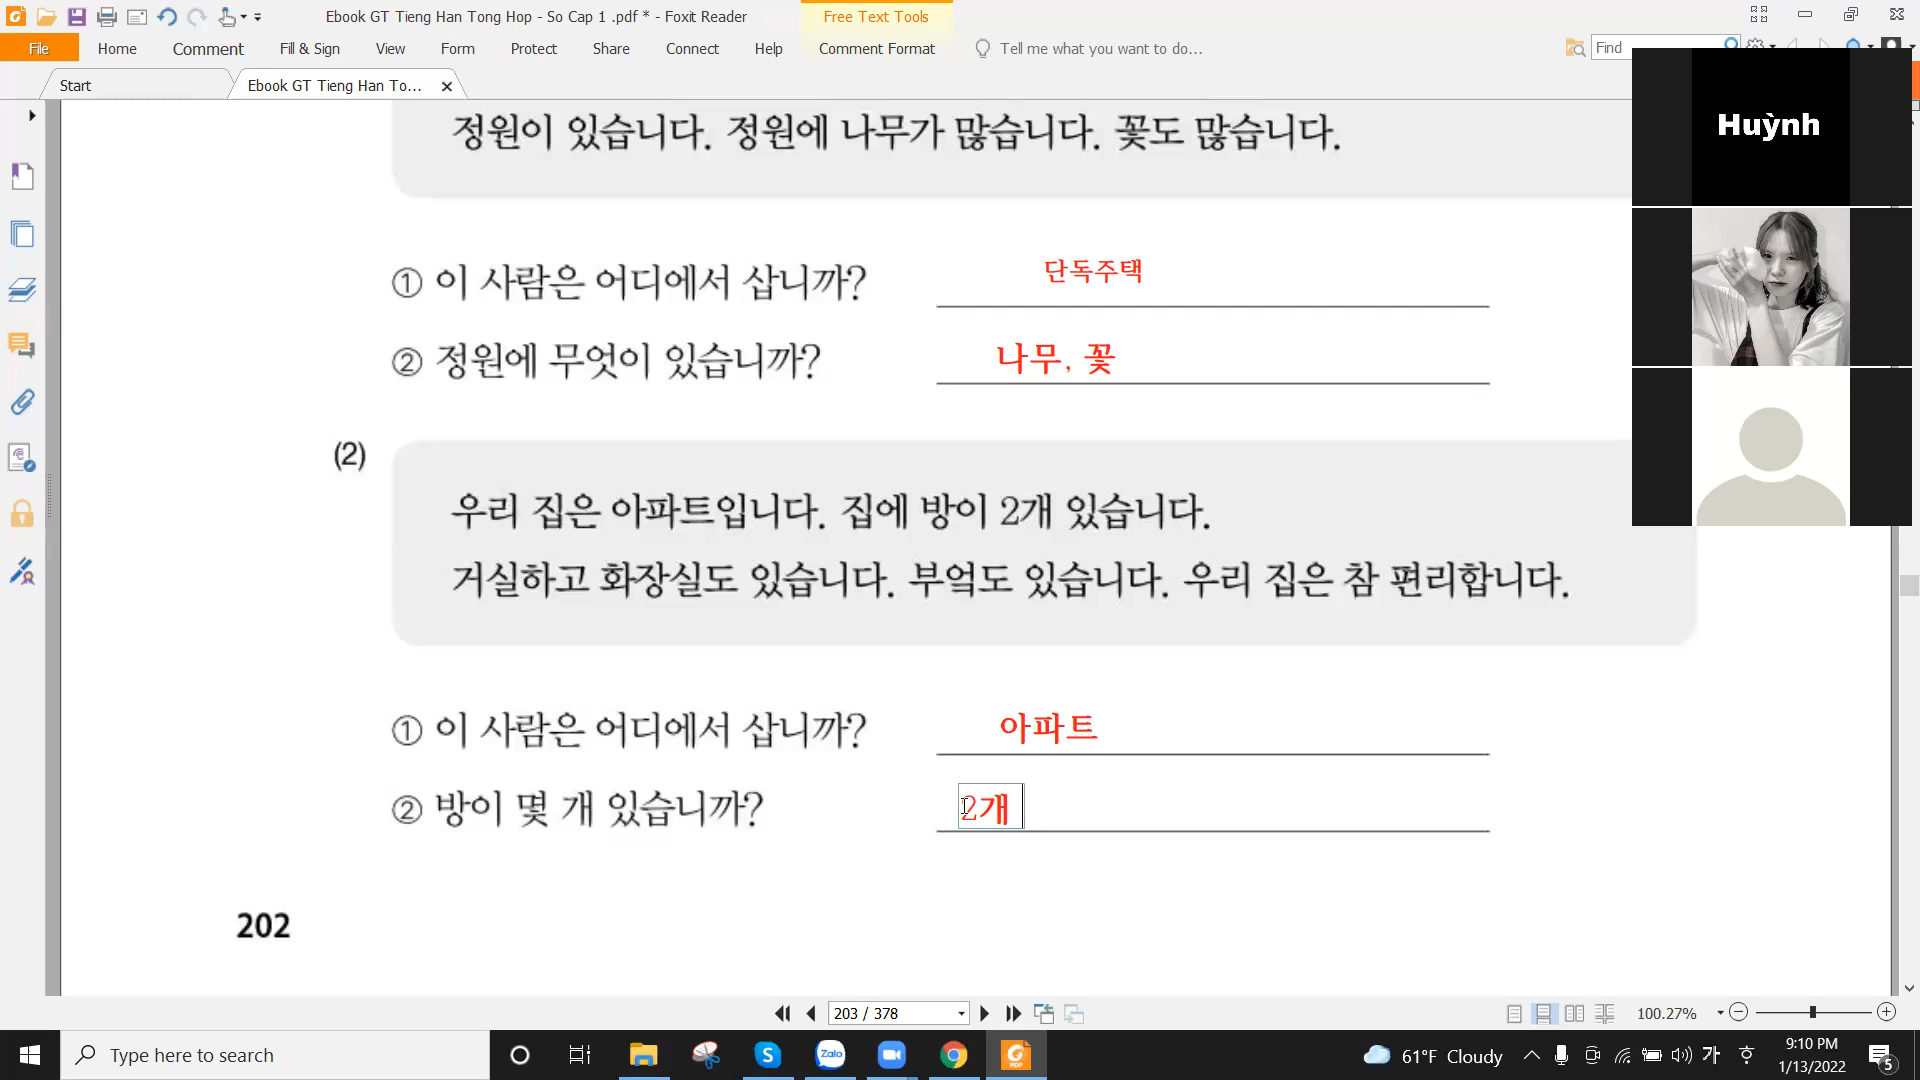 Ebook GT Tieng Han Tong Hop - So Cap 1 .pdf * - Foxit Reader
Free Text Tools
File Home Comment Fill & Sign View Form Protect Share Connect Help Comment Format Tell me what you want to do...
Find
Start
Ebook GT Tieng Han To...
Huỳnh
정원이 있습니다. 정원에 나무가 많습니다. 꽃도 많습니다.
① 이 사람은 어디에서 삽니까? 단독주택
② 정원에 무엇이 있습니까? 나무, 꽃
(2)
우리 집은 아파트입니다. 집에 방이 2개 있습니다.
거실하고 화장실도 있습니다. 부엌도 있습니다. 우리 집은 참 편리합니다.
① 이 사람은 어디에서 삽니까? 아파트
② 방이 몇 개 있습니까? 2개
202
203 / 378
100.27%
Type here to search
Zalo
PDF
61°F Cloudy
가
9:10 PM
1/13/2022
5